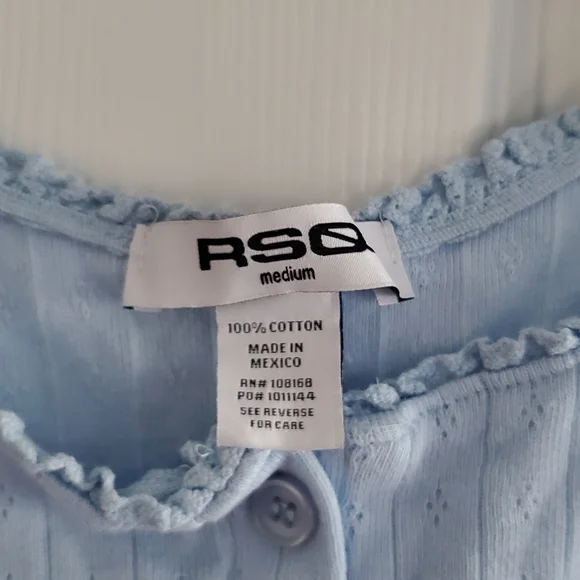 RSQ
medium
100% COTTON
MADE IN
MEXICO
RN# 108168
PO# 1011144
SEE REVERSE
FOR CARE